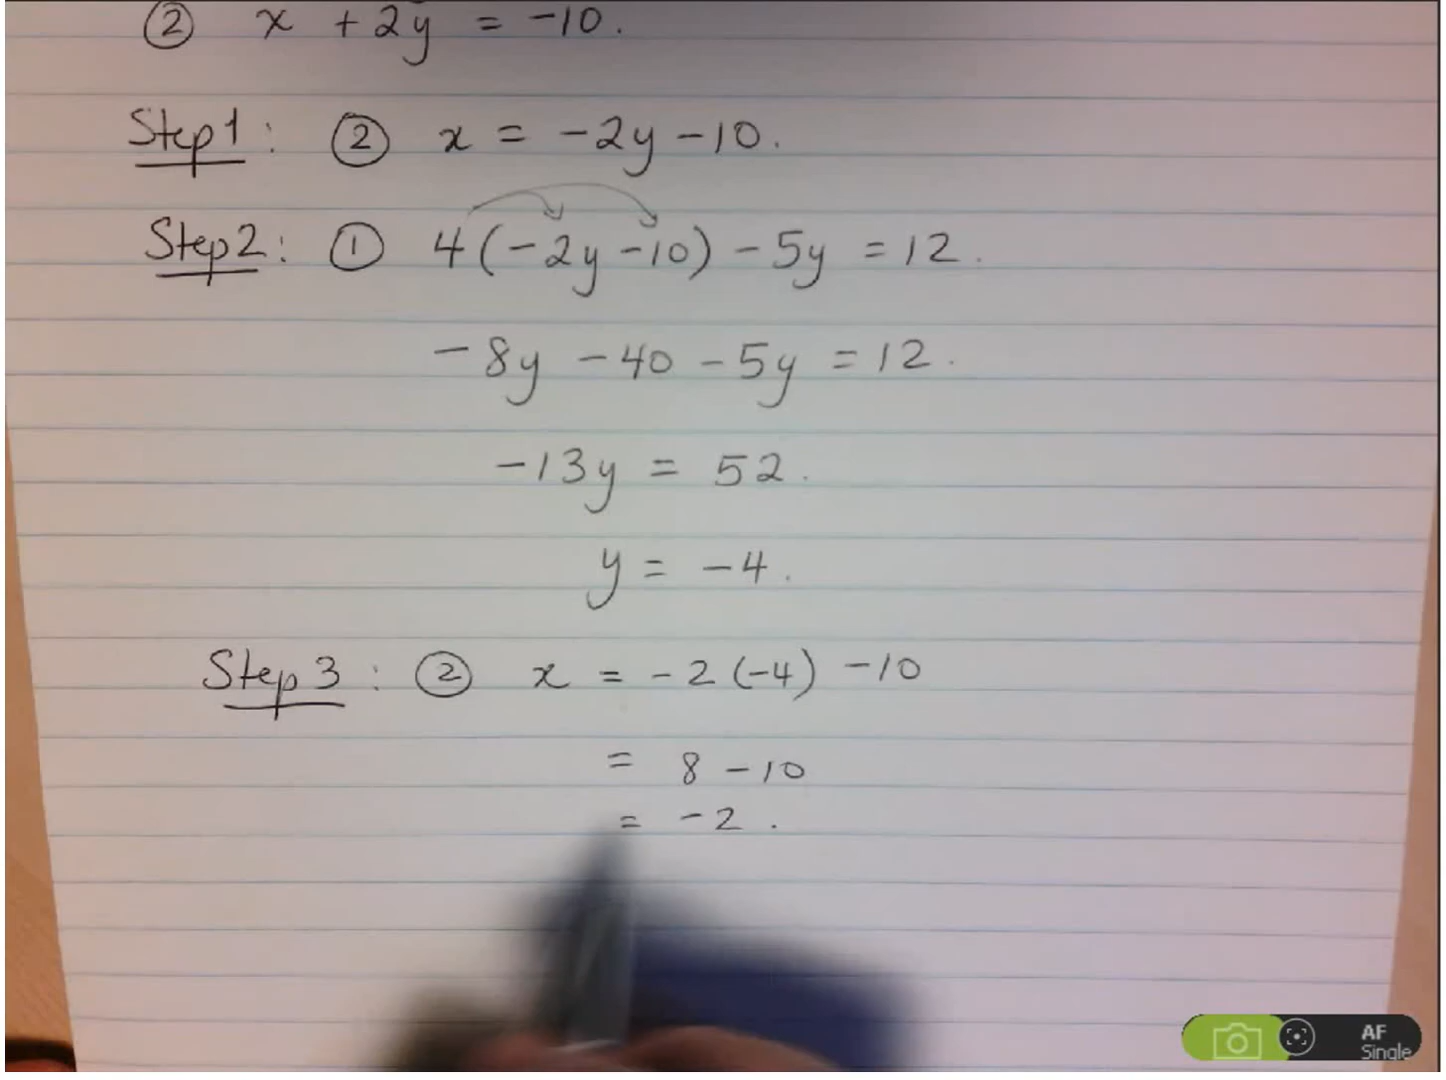 ② x + 2y = -10.
Step 1 : ② x = -2y - 10.
Step 2 : ① 4(-2y - 10) - 5y = 12.
-8y - 40 - 5y = 12.
-13y = 52.
y = -4.
Step 3 : ② x = -2(-4) - 10
= 8 - 10
= -2.
AF
Single